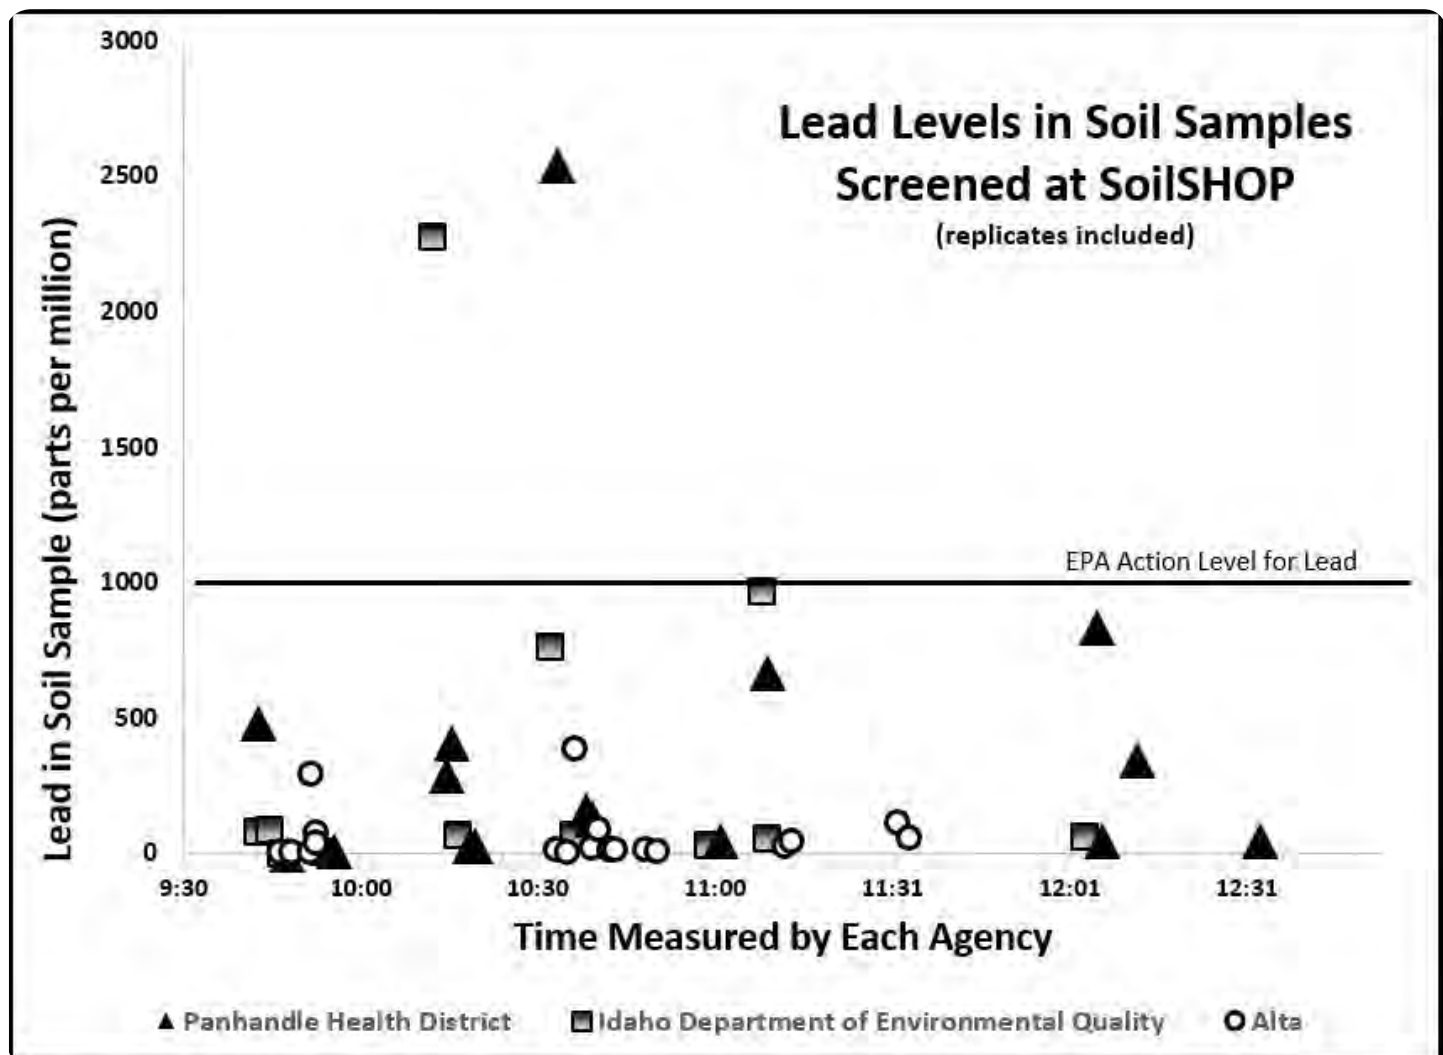 Lead Levels in Soil Samples
Screened at SoilSHOP
(replicates included)
Lead in Soil Sample (parts per million)
3000
2500
2000
1500
1000
500
0
EPA Action Level for Lead
9:30 10:00 10:30 11:00 11:31 12:01 12:31
Time Measured by Each Agency
Panhandle Health District Idaho Department of Environmental Quality Alta